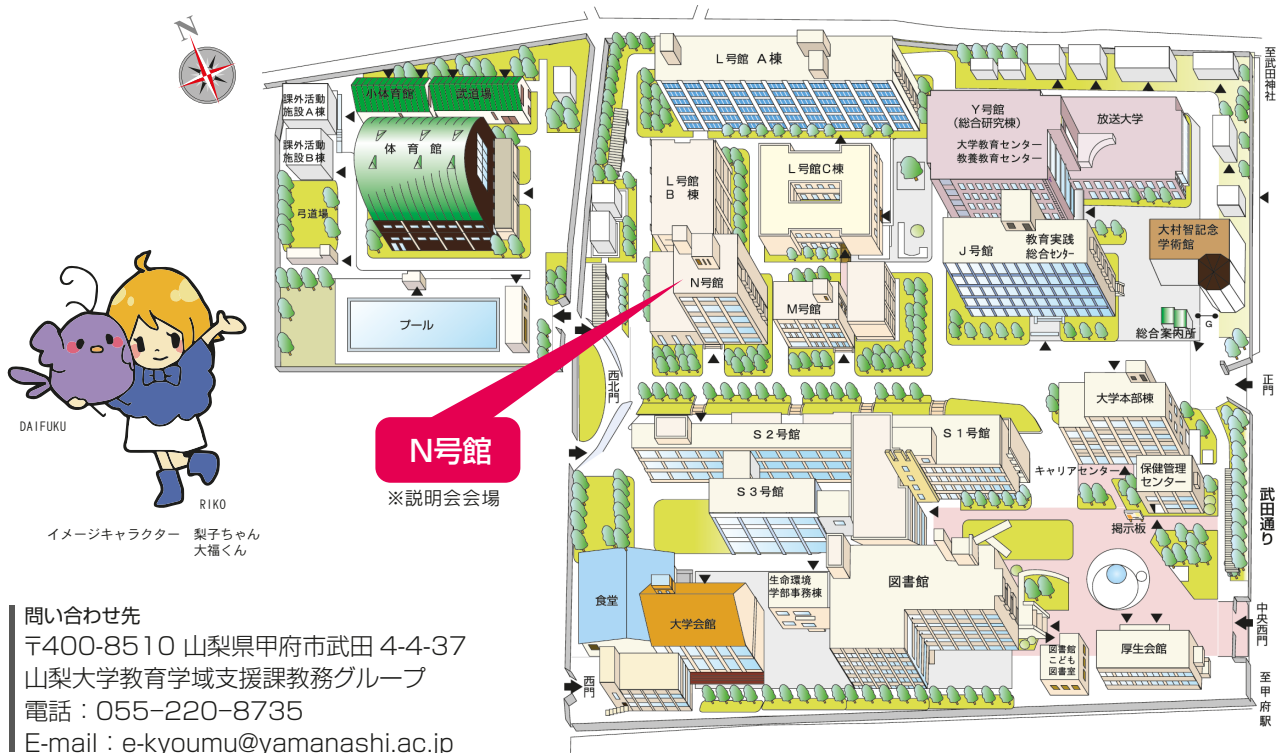 N
至武田神社
L号館 A棟
小体育館
武道場
課外活動
施設A棟
Y号館
(総合研究棟)
放送大学
大学教育センター
教養教育センター
体育館
課外活動
施設B棟
L号館
B棟
L号館C棟
弓道場
大村智記念
学術館
J号館
教育実践
総合センター
N号館
M号館
プール
G
総合案内所
西北門
正門
大学本部棟
DAIFUKU
N号館
※説明会会場
S2号館
S1号館
キャリアセンター
保健管理
センター
S3号館
武田通り
RIKO
掲示板
イメージキャラクター 梨子ちゃん
大福くん
食堂
生命環境
学部事務棟
図書館
大学会館
中央西門
図書館
こども
図書室
厚生会館
西門
至甲府駅
問い合わせ先
〒400-8510 山梨県甲府市武田 4-4-37
山梨大学教育学域支援課教務グループ
電話：055-220-8735
E-mail：e-kyoumu@yamanashi.ac.jp